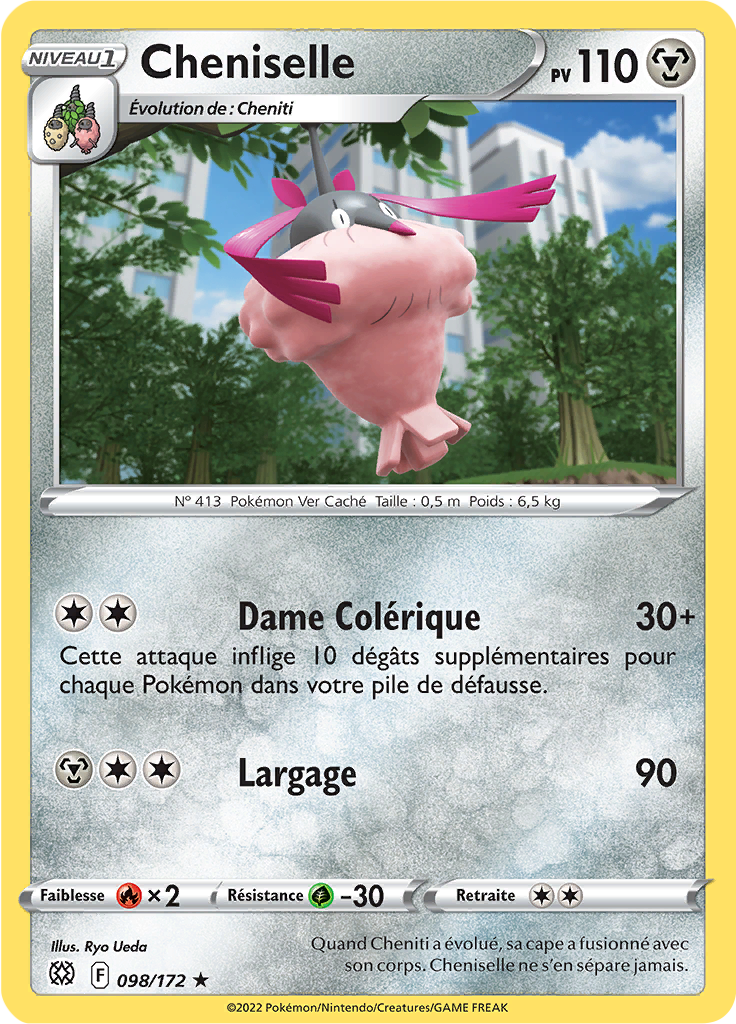 NIVEAU 1
Cheniselle
PV 110
Évolution de : Cheniti
N° 413 Pokémon Ver Caché Taille : 0,5 m Poids : 6,5 kg
Dame Colérique 30+
Cette attaque inflige 10 dégâts supplémentaires pour
chaque Pokémon dans votre pile de défausse.
Largage 90
Faiblesse ×2 Résistance -30 Retraite
Illus. Ryo Ueda
Quand Cheniti a évolué, sa cape a fusionné avec
son corps. Cheniselle ne s'en sépare jamais.
F 098/172 ★
©2022 Pokémon/Nintendo/Creatures/GAME FREAK